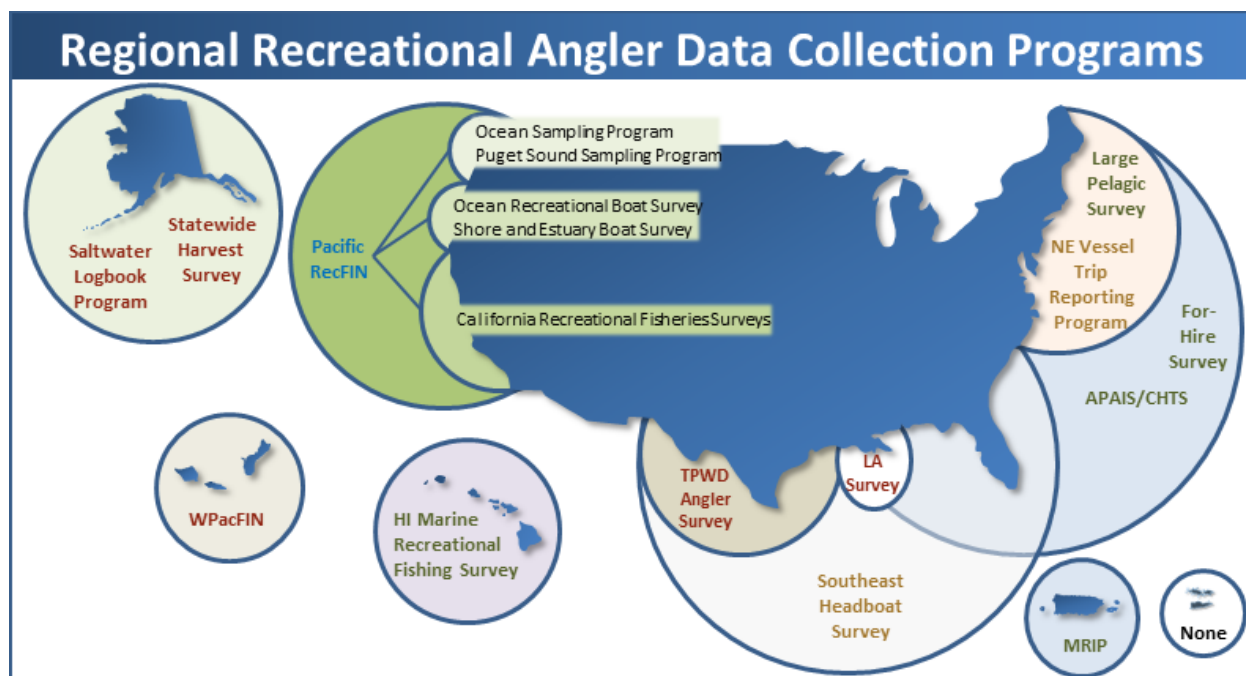 Regional Recreational Angler Data Collection Programs
Statewide
Harvest
Survey
Saltwater
Logbook
Program
Pacific
RecFIN
Ocean Sampling Program
Puget Sound Sampling Program
Ocean Recreational Boat Survey
Shore and Estuary Boat Survey
California Recreational Fisheries Surveys
Large
Pelagic
Survey
NE Vessel
Trip
Reporting
Program
For-
Hire
Survey
APAIS/CHTS
WPacFIN
HI Marine
Recreational
Fishing Survey
TPWD
Angler
Survey
LA
Survey
Southeast
Headboat
Survey
MRIP
None